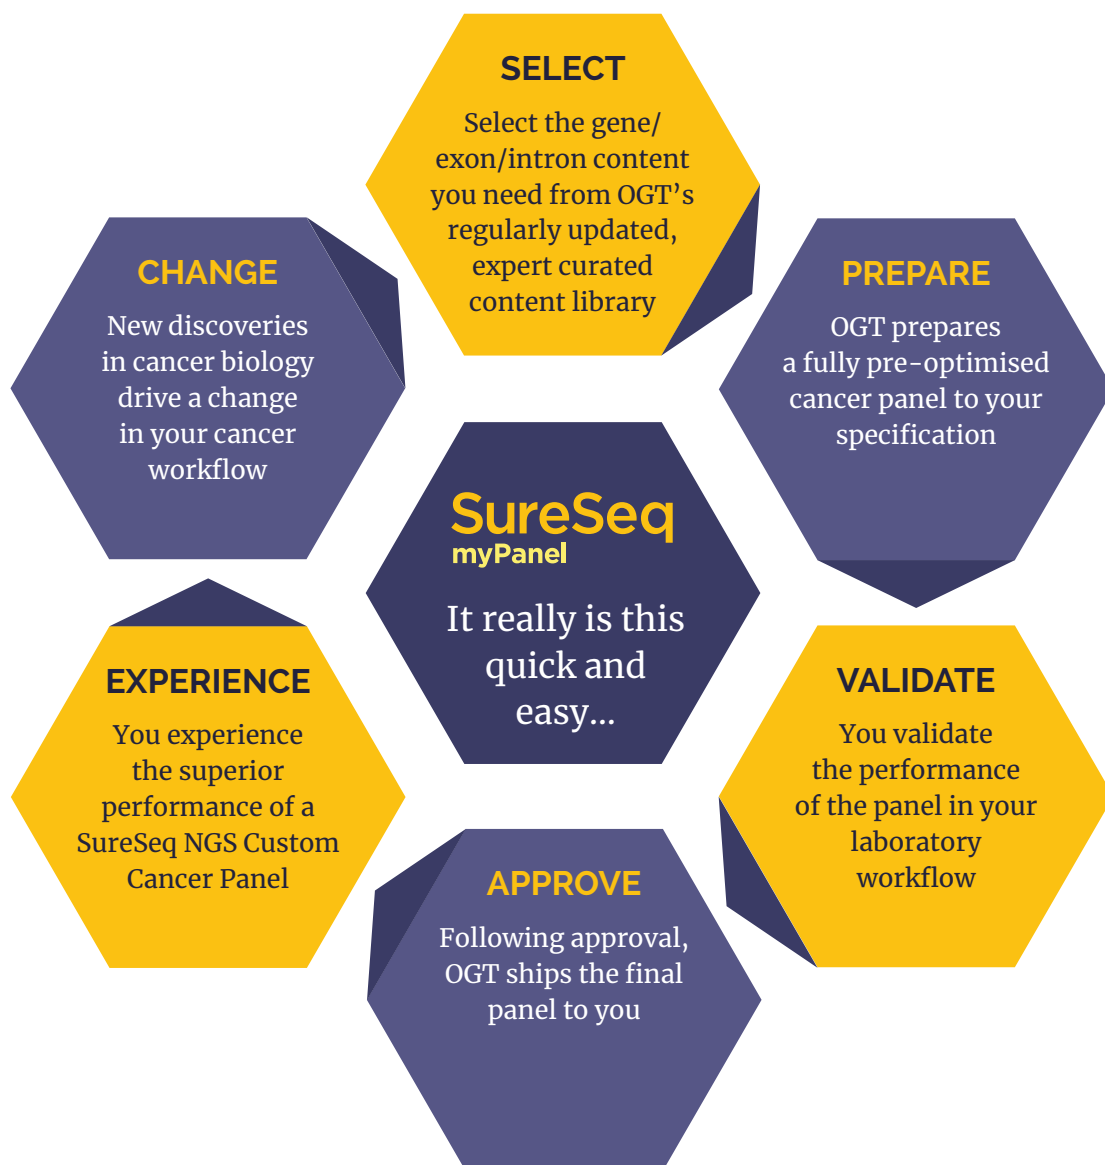 SELECT
Select the gene/
exon/intron content
you need from OGT’s
regularly updated,
expert curated
content library
PREPARE
OGT prepares
a fully pre-optimised
cancer panel to your
specification
VALIDATE
You validate
the performance
of the panel in your
laboratory
workflow
APPROVE
Following approval,
OGT ships the final
panel to you
EXPERIENCE
You experience
the superior
performance of a
SureSeq NGS Custom
Cancer Panel
CHANGE
New discoveries
in cancer biology
drive a change
in your cancer
workflow
SureSeq
myPanel
It really is this
quick and
easy...